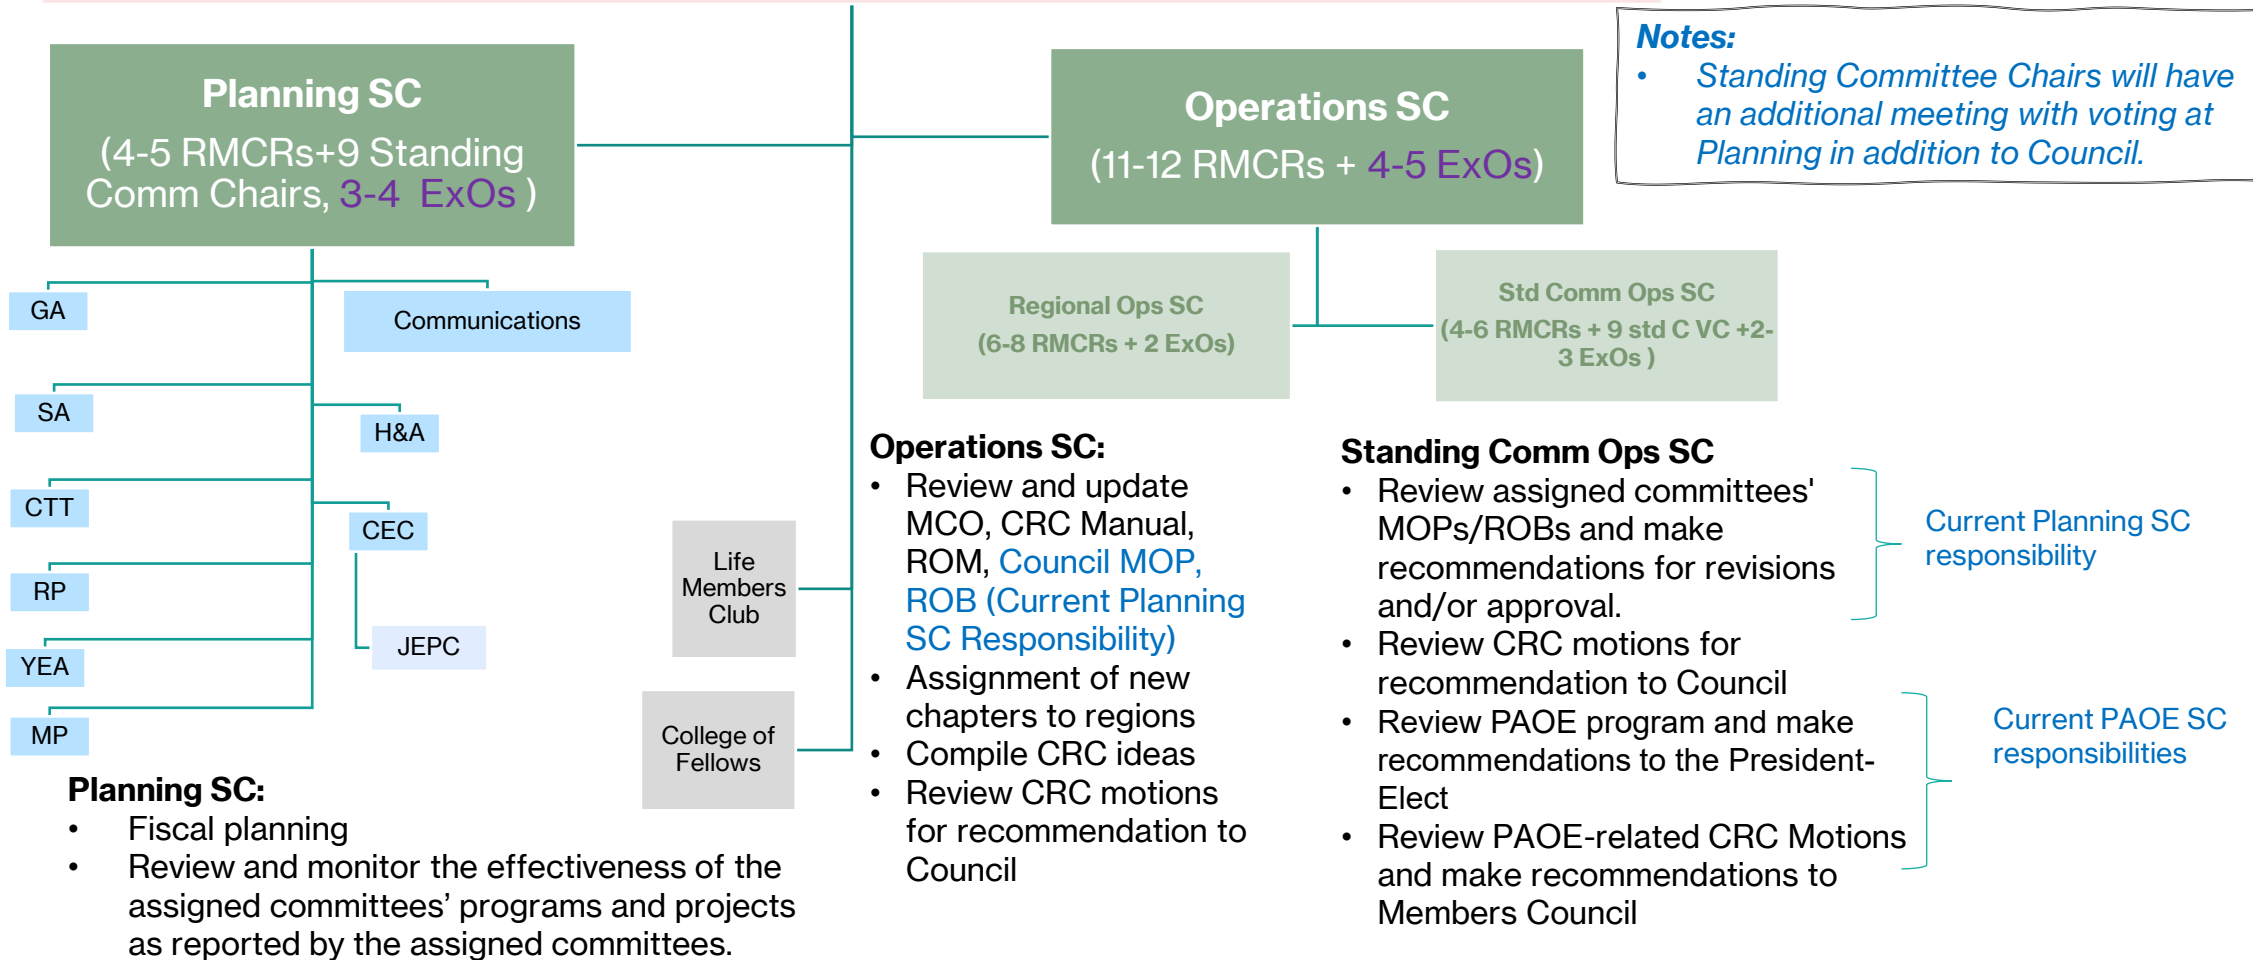 Notes:
• Standing Committee Chairs will have
an additional meeting with voting at
Planning in addition to Council.
Planning SC
(4-5 RMCRs+9 Standing
Comm Chairs, 3-4 ExOs )
Operations SC
(11-12 RMCRs + 4-5 ExOs)
Regional Ops SC
(6-8 RMCRs + 2 ExOs)
Std Comm Ops SC
(4-6 RMCRs + 9 std C VC +2-
3 ExOs )
GA
Communications
SA
H&A
CTT
CEC
RP
JEPC
YEA
MP
Life
Members
Club
College of
Fellows
Planning SC:
• Fiscal planning
• Review and monitor the effectiveness of the
assigned committees’ programs and projects
as reported by the assigned committees.
Operations SC:
• Review and update
MCO, CRC Manual,
ROM, Council MOP,
ROB (Current Planning
SC Responsibility)
• Assignment of new
chapters to regions
• Compile CRC ideas
• Review CRC motions
for recommendation to
Council
Standing Comm Ops SC
• Review assigned committees'
MOPs/ROBs and make
recommendations for revisions
and/or approval.
• Review CRC motions for
recommendation to Council
• Review PAOE program and make
recommendations to the President-
Elect
• Review PAOE-related CRC Motions
and make recommendations to
Members Council
Current Planning SC
responsibility
Current PAOE SC
responsibilities